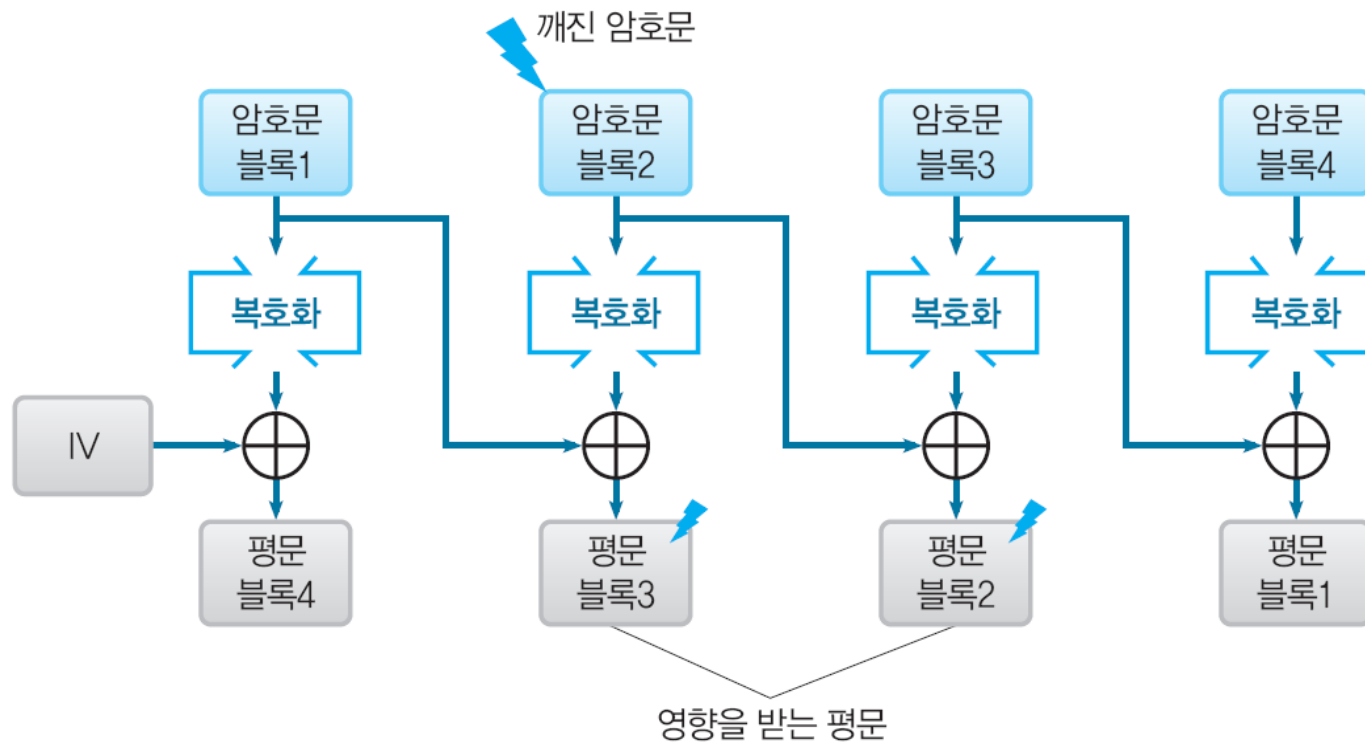 깨진 암호문
암호문
블록1
암호문
블록2
암호문
블록3
암호문
블록4
복호화
복호화
복호화
복호화
IV
평문
블록4
평문
블록3
평문
블록2
평문
블록1
영향을 받는 평문